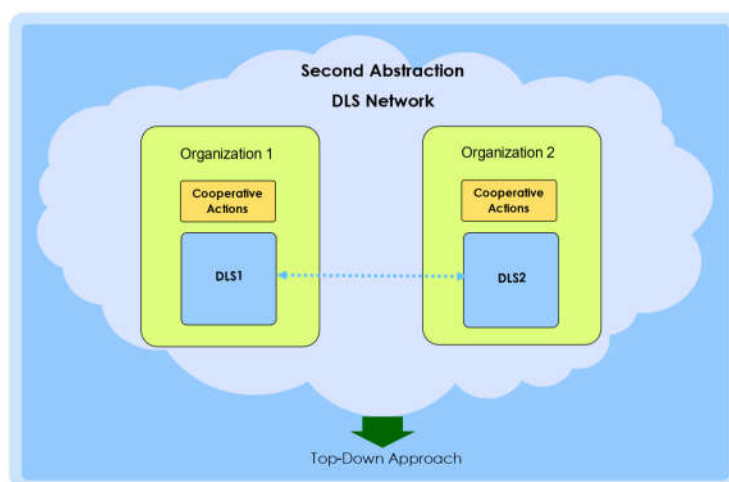 Second Abstraction
DLS Network
Organization 1
Cooperative
Actions
DLS1
Organization 2
Cooperative
Actions
DLS2
Top-Down Approach